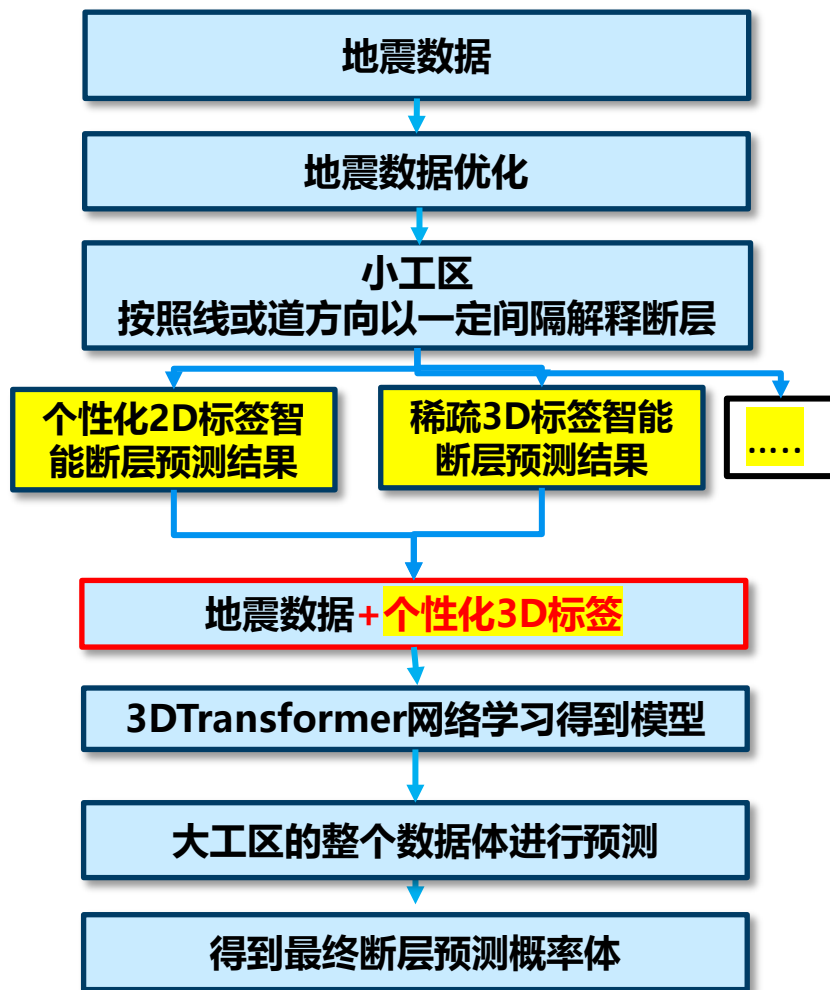 地震数据
地震数据优化
小工区
按照线或道方向以一定间隔解释断层
个性化2D标签智
能断层预测结果
稀疏3D标签智能
断层预测结果
.....
地震数据+个性化3D标签
3DTransformer网络学习得到模型
大工区的整个数据体进行预测
得到最终断层预测概率体